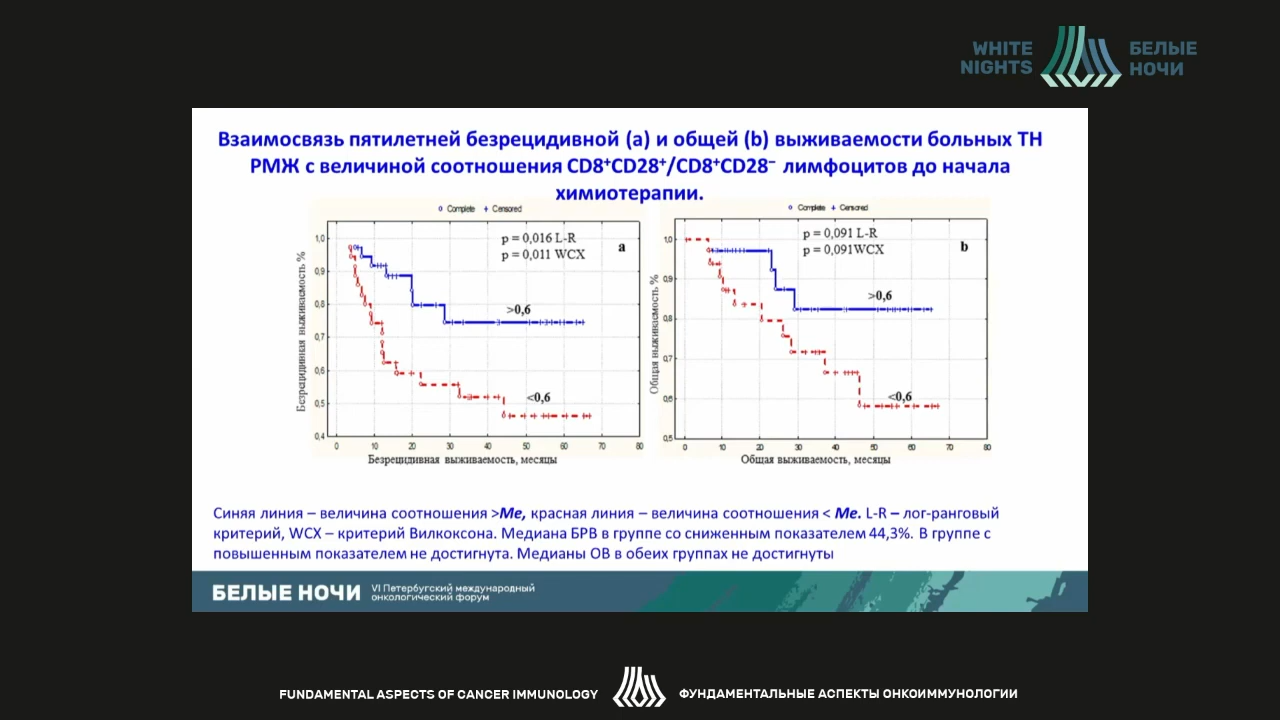 WHITE
NIGHTS
БЕЛЫЕ
НОЧИ
Взаимосвязь пятилетней безрецидивной (a) и общей (b) выживаемости больных ТН
РМЖ с величиной соотношения CD8⁺CD28⁺/CD8⁺CD28⁻ лимфоцитов до начала
химиотерапии.
Complete Censored
p = 0,016 L-R
p = 0,011 WCX
a
>0,6
<0,6
1,0
0,9
0,8
0,7
0,6
0,5
0,4
0 10 20 30 40 50 60 70 80
Безрецидивная выживаемость %
Безрецидивная выживаемость, месяцы
Complete Censored
p = 0,091 L-R
p = 0,091WCX
b
>0,6
<0,6
1,0
0,9
0,8
0,7
0,6
0,5
0 10 20 30 40 50 60 70 80
Общая выживаемость %
Общая выживаемость, месяцы
Синяя линия – величина соотношения >Me, красная линия – величина соотношения < Me. L-R – лог-ранговый
критерий, WCX – критерий Вилкоксона. Медиана БРВ в группе со сниженным показателем 44,3%. В группе с
повышенным показателем не достигнута. Медианы ОВ в обеих группах не достигнуты
БЕЛЫЕ НОЧИ
VI Петербугский международный
онкологический форум
FUNDAMENTAL ASPECTS OF CANCER IMMUNOLOGY
ФУНДАМЕНТАЛЬНЫЕ АСПЕКТЫ ОНКОИММУНОЛОГИИ